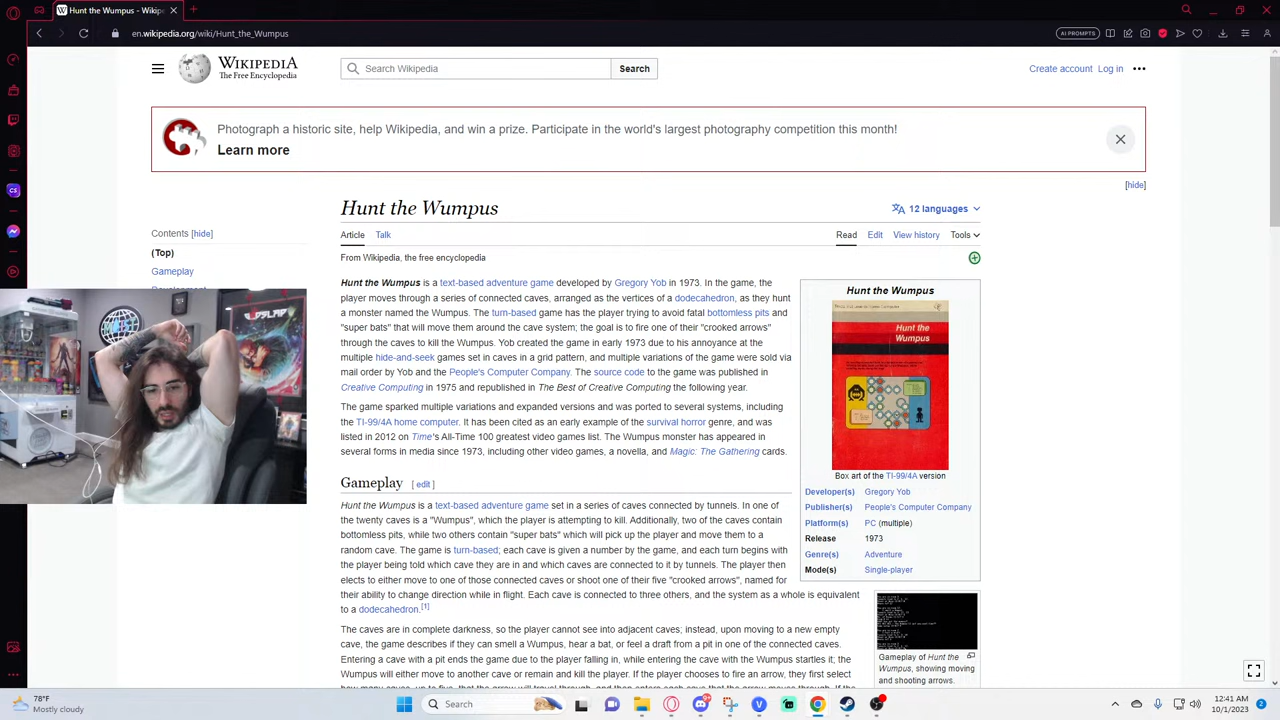 Hunt the Wumpus - Wikip
en.wikipedia.org/wiki/Hunt_the_Wumpus
AI PROMPTS
WIKIPEDIA
The Free Encyclopedia
Search Wikipedia
Search
Create account Log in
Photograph a historic site, help Wikipedia, and win a prize. Participate in the world's largest photography competition this month!
Learn more
[hide]
Hunt the Wumpus
12 languages
Contents [hide]
(Top)
Gameplay
Article Talk
Read Edit View history Tools
From Wikipedia, the free encyclopedia
Hunt the Wumpus is a text-based adventure game developed by Gregory Yob in 1973. In the game, the
player moves through a series of connected caves, arranged as the vertices of a dodecahedron, as they hunt
a monster named the Wumpus. The turn-based game has the player trying to avoid fatal bottomless pits and
"super bats" that will move them around the cave system; the goal is to fire one of their "crooked arrows"
through the caves to kill the Wumpus. Yob created the game in early 1973 due to his annoyance at the
multiple hide-and-seek games set in caves in a grid pattern, and multiple variations of the game were sold via
mail order by Yob and the People's Computer Company. The source code to the game was published in
Creative Computing in 1975 and republished in The Best of Creative Computing the following year.
The game sparked multiple variations and expanded versions and was ported to several systems, including
the TI-99/4A home computer. It has been cited as an early example of the survival horror genre, and was
listed in 2012 on Time's All-Time 100 greatest video games list. The Wumpus monster has appeared in
several forms in media since 1973, including other video games, a novella, and Magic: The Gathering cards.
Hunt the Wumpus
Hunt the
Wumpus
Box art of the TI-99/4A version
Developer(s) Gregory Yob
Publisher(s) People's Computer Company
Platform(s) PC (multiple)
Release 1973
Genre(s) Adventure
Mode(s) Single-player
Gameplay [ edit ]
Hunt the Wumpus is a text-based adventure game set in a series of caves connected by tunnels. In one of
the twenty caves is a "Wumpus", which the player is attempting to kill. Additionally, two of the caves contain
bottomless pits, while two others contain "super bats" which will pick up the player and move them to a
random cave. The game is turn-based; each cave is given a number by the game, and each turn begins with
the player being told which cave they are in and which caves are connected to it by tunnels. The player then
elects to either move to one of those connected caves or shoot one of their five "crooked arrows", named for
their ability to change direction while in flight. Each cave is connected to three others, and the system as a whole is equivalent
to a dodecahedron.[1]
The caves are in complete darkness, so the player cannot see into adjacent caves; instead, upon moving to a new empty
cave, the game describes if they can smell a Wumpus, hear a bat, or feel a draft from a pit in one of the connected caves.
Entering a cave with a pit ends the game due to the player falling in, while entering the cave with the Wumpus startles it; the
Wumpus will either move to another cave or remain and kill the player. If the player chooses to fire an arrow, they first select
Gameplay of Hunt the
Wumpus, showing moving
and shooting arrows.
78°F
Mostly cloudy
Search
12:41 AM
10/1/2023
2